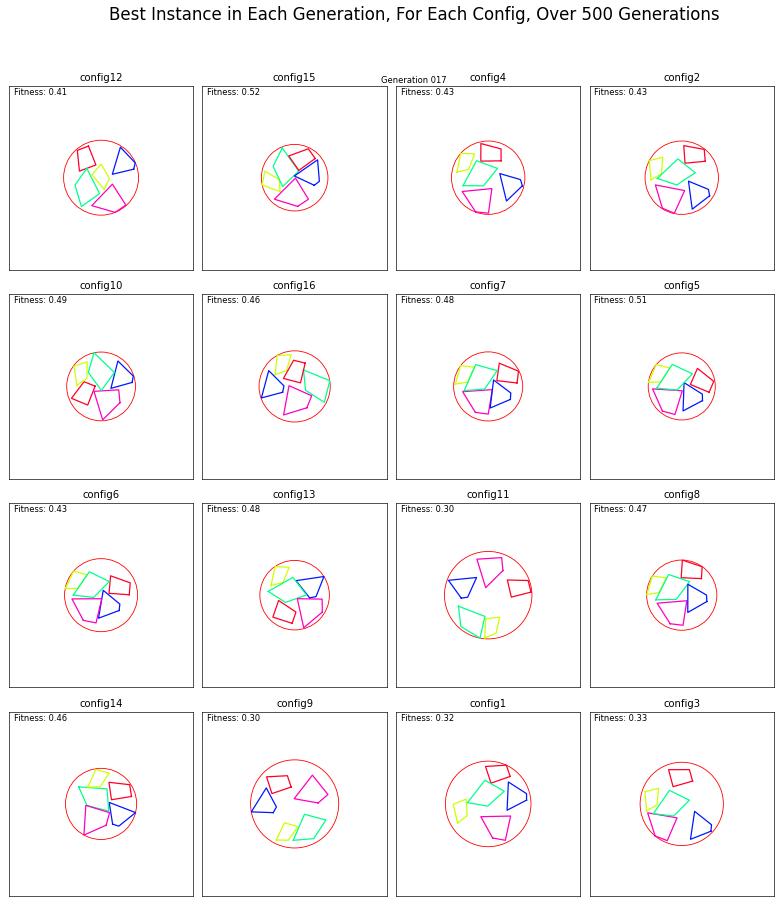 Best Instance in Each Generation, For Each Config, Over 500 Generations
Generation 017
config12
Fitness: 0.41
config15
Fitness: 0.52
config4
Fitness: 0.43
config2
Fitness: 0.43
config10
Fitness: 0.49
config16
Fitness: 0.46
config7
Fitness: 0.48
config5
Fitness: 0.51
config6
Fitness: 0.43
config13
Fitness: 0.48
config11
Fitness: 0.30
config8
Fitness: 0.47
config14
Fitness: 0.46
config9
Fitness: 0.30
config1
Fitness: 0.32
config3
Fitness: 0.33